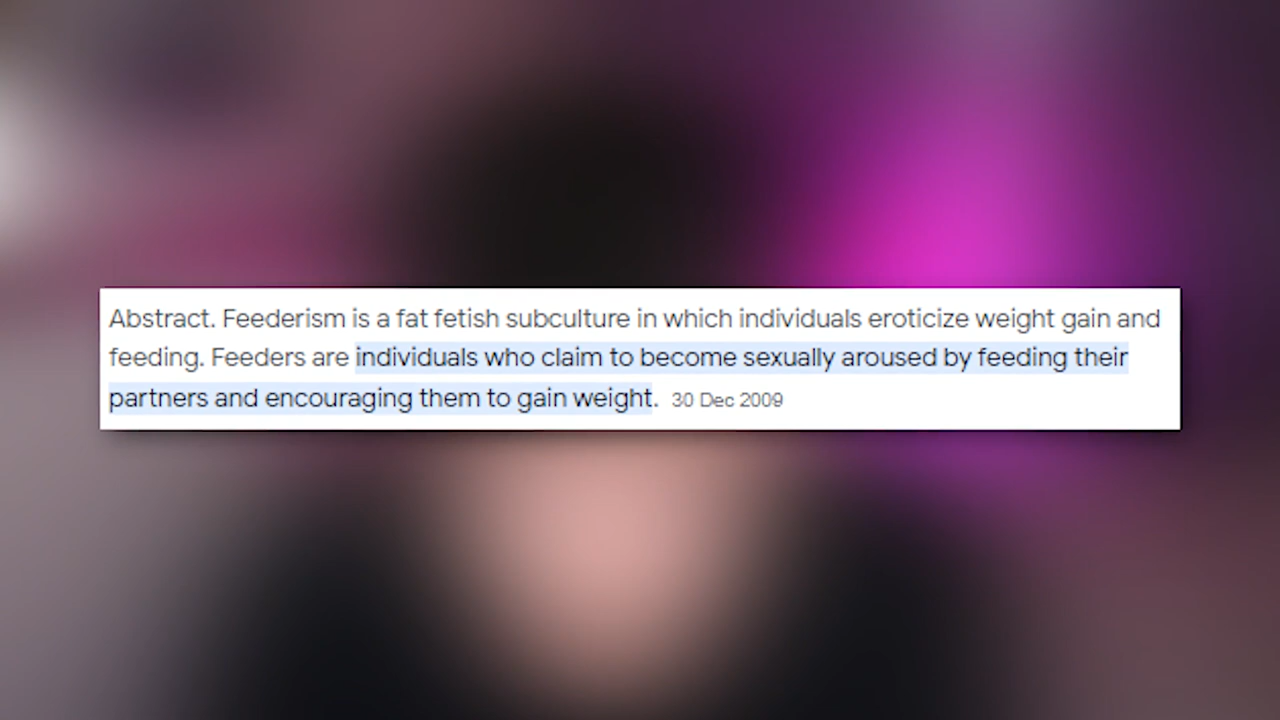 Abstract. Feederism is a fat fetish subculture in which individuals eroticize weight gain and
feeding. Feeders are individuals who claim to become sexually aroused by feeding their
partners and encouraging them to gain weight. 30 Dec 2009